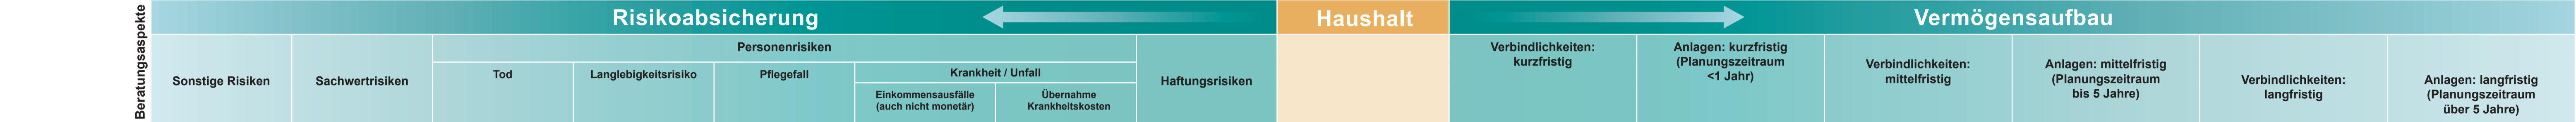 Beratungsaspekte
Risikoabsicherung
Haushalt
Vermögensaufbau
Sonstige Risiken
Sachwertrisiken
Personenrisiken
Tod
Langlebigkeitsrisiko
Pflegefall
Krankheit / Unfall
Einkommensausfälle
(auch nicht monetär)
Übernahme
Krankheitskosten
Haftungsrisiken
Verbindlichkeiten:
kurzfristig
Anlagen: kurzfristig
(Planungszeitraum
<1 Jahr)
Verbindlichkeiten:
mittelfristig
Anlagen: mittelfristig
(Planungszeitraum
bis 5 Jahre)
Verbindlichkeiten:
langfristig
Anlagen: langfristig
(Planungszeitraum
über 5 Jahre)